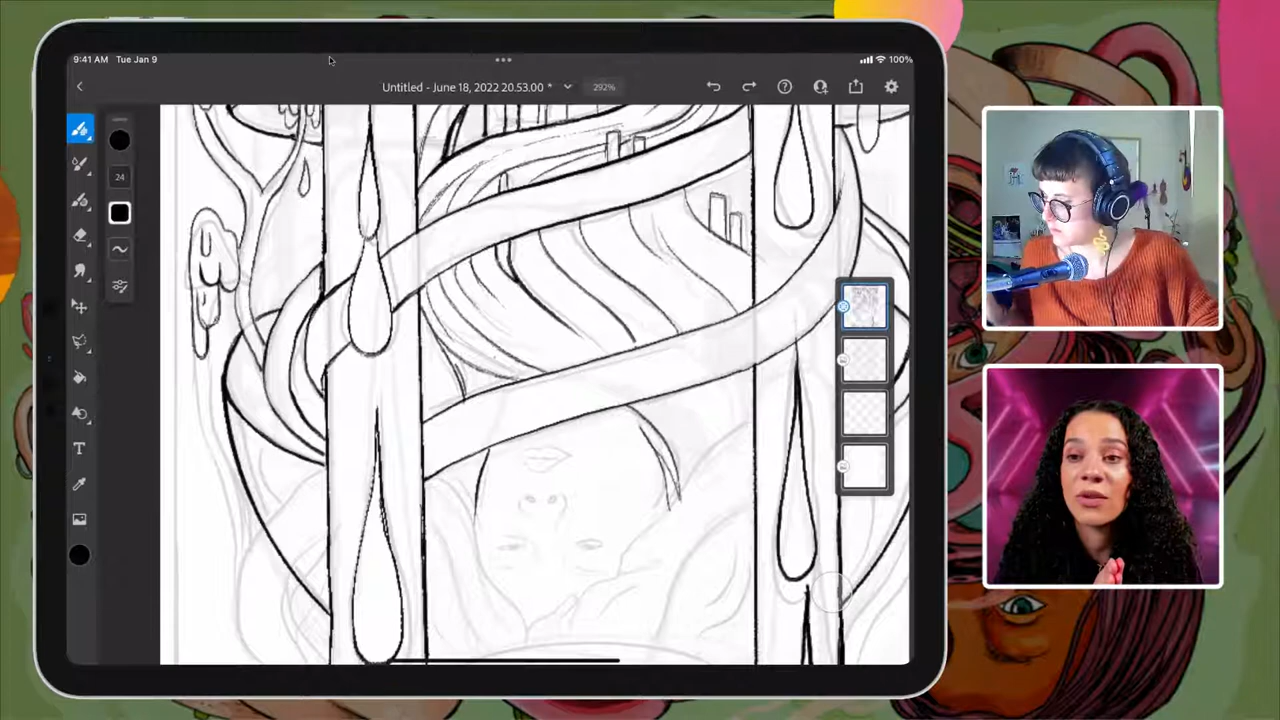 9:41 AM Tue Jan 9
100%
Untitled - June 18, 2022 20.53.00 *
292%
24
T